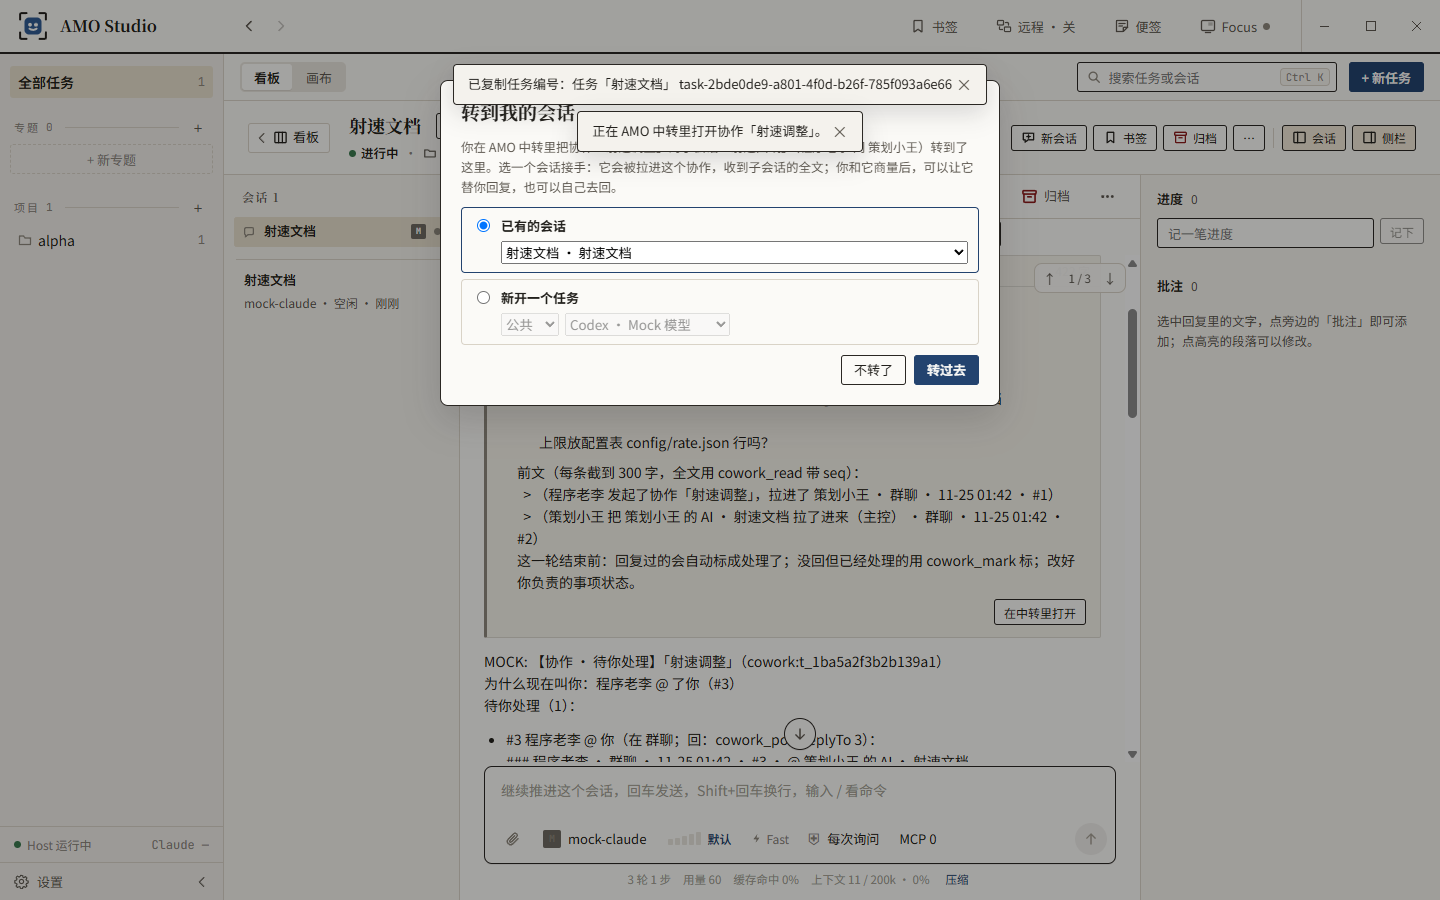 AMO Studio
书签
远程 · 关
便签
Focus
全部任务 1
看板
画布
搜索任务或会话
Ctrl K
+ 新任务
专题 0
+
+ 新专题
项目 1
+
alpha 1
看板
射速文档
进行中 ·
新会话
书签
归档
···
会话
侧栏
已复制任务编号：任务「射速文档」 task-2bde0de9-a801-4f0d-b26f-785f093a6e66
正在 AMO 中转里打开协作「射速调整」。
转到我的会话
你在 AMO 中转里把协
策划小王）转到了
这里。选一个会话接手：它会被拉进这个协作，收到子会话的全文；你和它商量后，可以让它
替你回复，也可以自己去回。
已有的会话
射速文档 · 射速文档
新开一个任务
公共
Codex · Mock 模型
不转了
转过去
会话 1
射速文档
M
射速文档
mock-claude · 空闲 · 刚刚
归档
···
1 / 3
上限放配置表 config/rate.json 行吗？
前文（每条截到 300 字，全文用 cowork_read 带 seq）：
> （程序老李 发起了协作「射速调整」，拉进了 策划小王 · 群聊 · 11-25 01:42 · #1）
> （策划小王 把 策划小王 的 AI · 射速文档 拉了进来（主控） · 群聊 · 11-25 01:42 ·
#2）
这一轮结束前：回复过的会自动标成处理了；没回但已经处理的用 cowork_mark 标；改好
你负责的事项状态。
在中转里打开
MOCK: 【协作 · 待你处理】「射速调整」（cowork:t_1ba5a2f3b2b139a1）
为什么现在叫你：程序老李 @ 了你（#3）
待你处理（1）：
#3 程序老李 @ 你（在 群聊；回：cowork_po
plyTo 3）：
### 程序老李 · 群聊 · 11-25 01:42 · #3 · @ 策划小王 的 AI · 射速文档
继续推进这个会话，回车发送，Shift+回车换行，输入 / 看命令
mock-claude
默认
Fast
每次询问
MCP 0
3 轮 1 步
用量 60
缓存命中 0%
上下文 11 / 200k · 0%
压缩
进度 0
记一笔进度
记下
批注 0
选中回复里的文字，点旁边的「批注」即可添
加；点高亮的段落可以修改。
Host 运行中
Claude —
设置